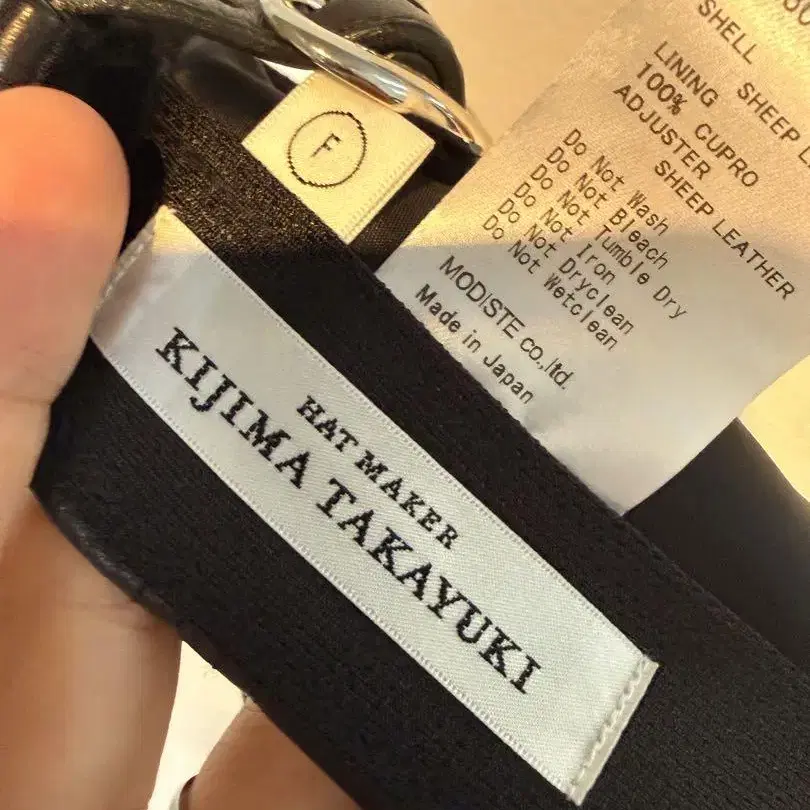 F
SHELL
SHEEP
LINING
100% CUPRO
ADJUSTER
SHEEP LEATHER
Do Not Wash
Do Not Bleach
Do Not Tumble Dry
Do Not Iron
Do Not Dryclean
Do Not Wetclean
MODISTE CO.,ltd.
Made in Japan
HAT MAKER
KIJIMA TAKAYUKI